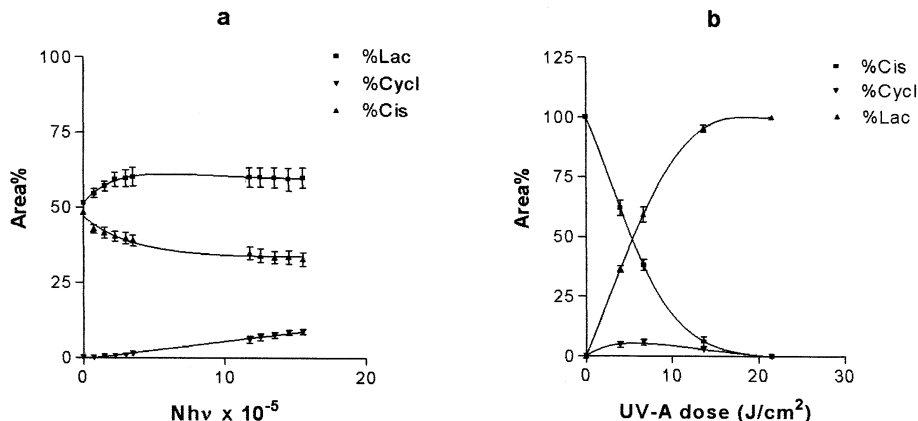 a
Area%
100
75
50
25
0
0 10 20
Nhν x 10⁻⁵
%Lac
%Cycl
%Cis
b
Area%
125
100
75
50
25
0
0 10 20 30
UV-A dose (J/cm²)
%Cis
%Cycl
%Lac